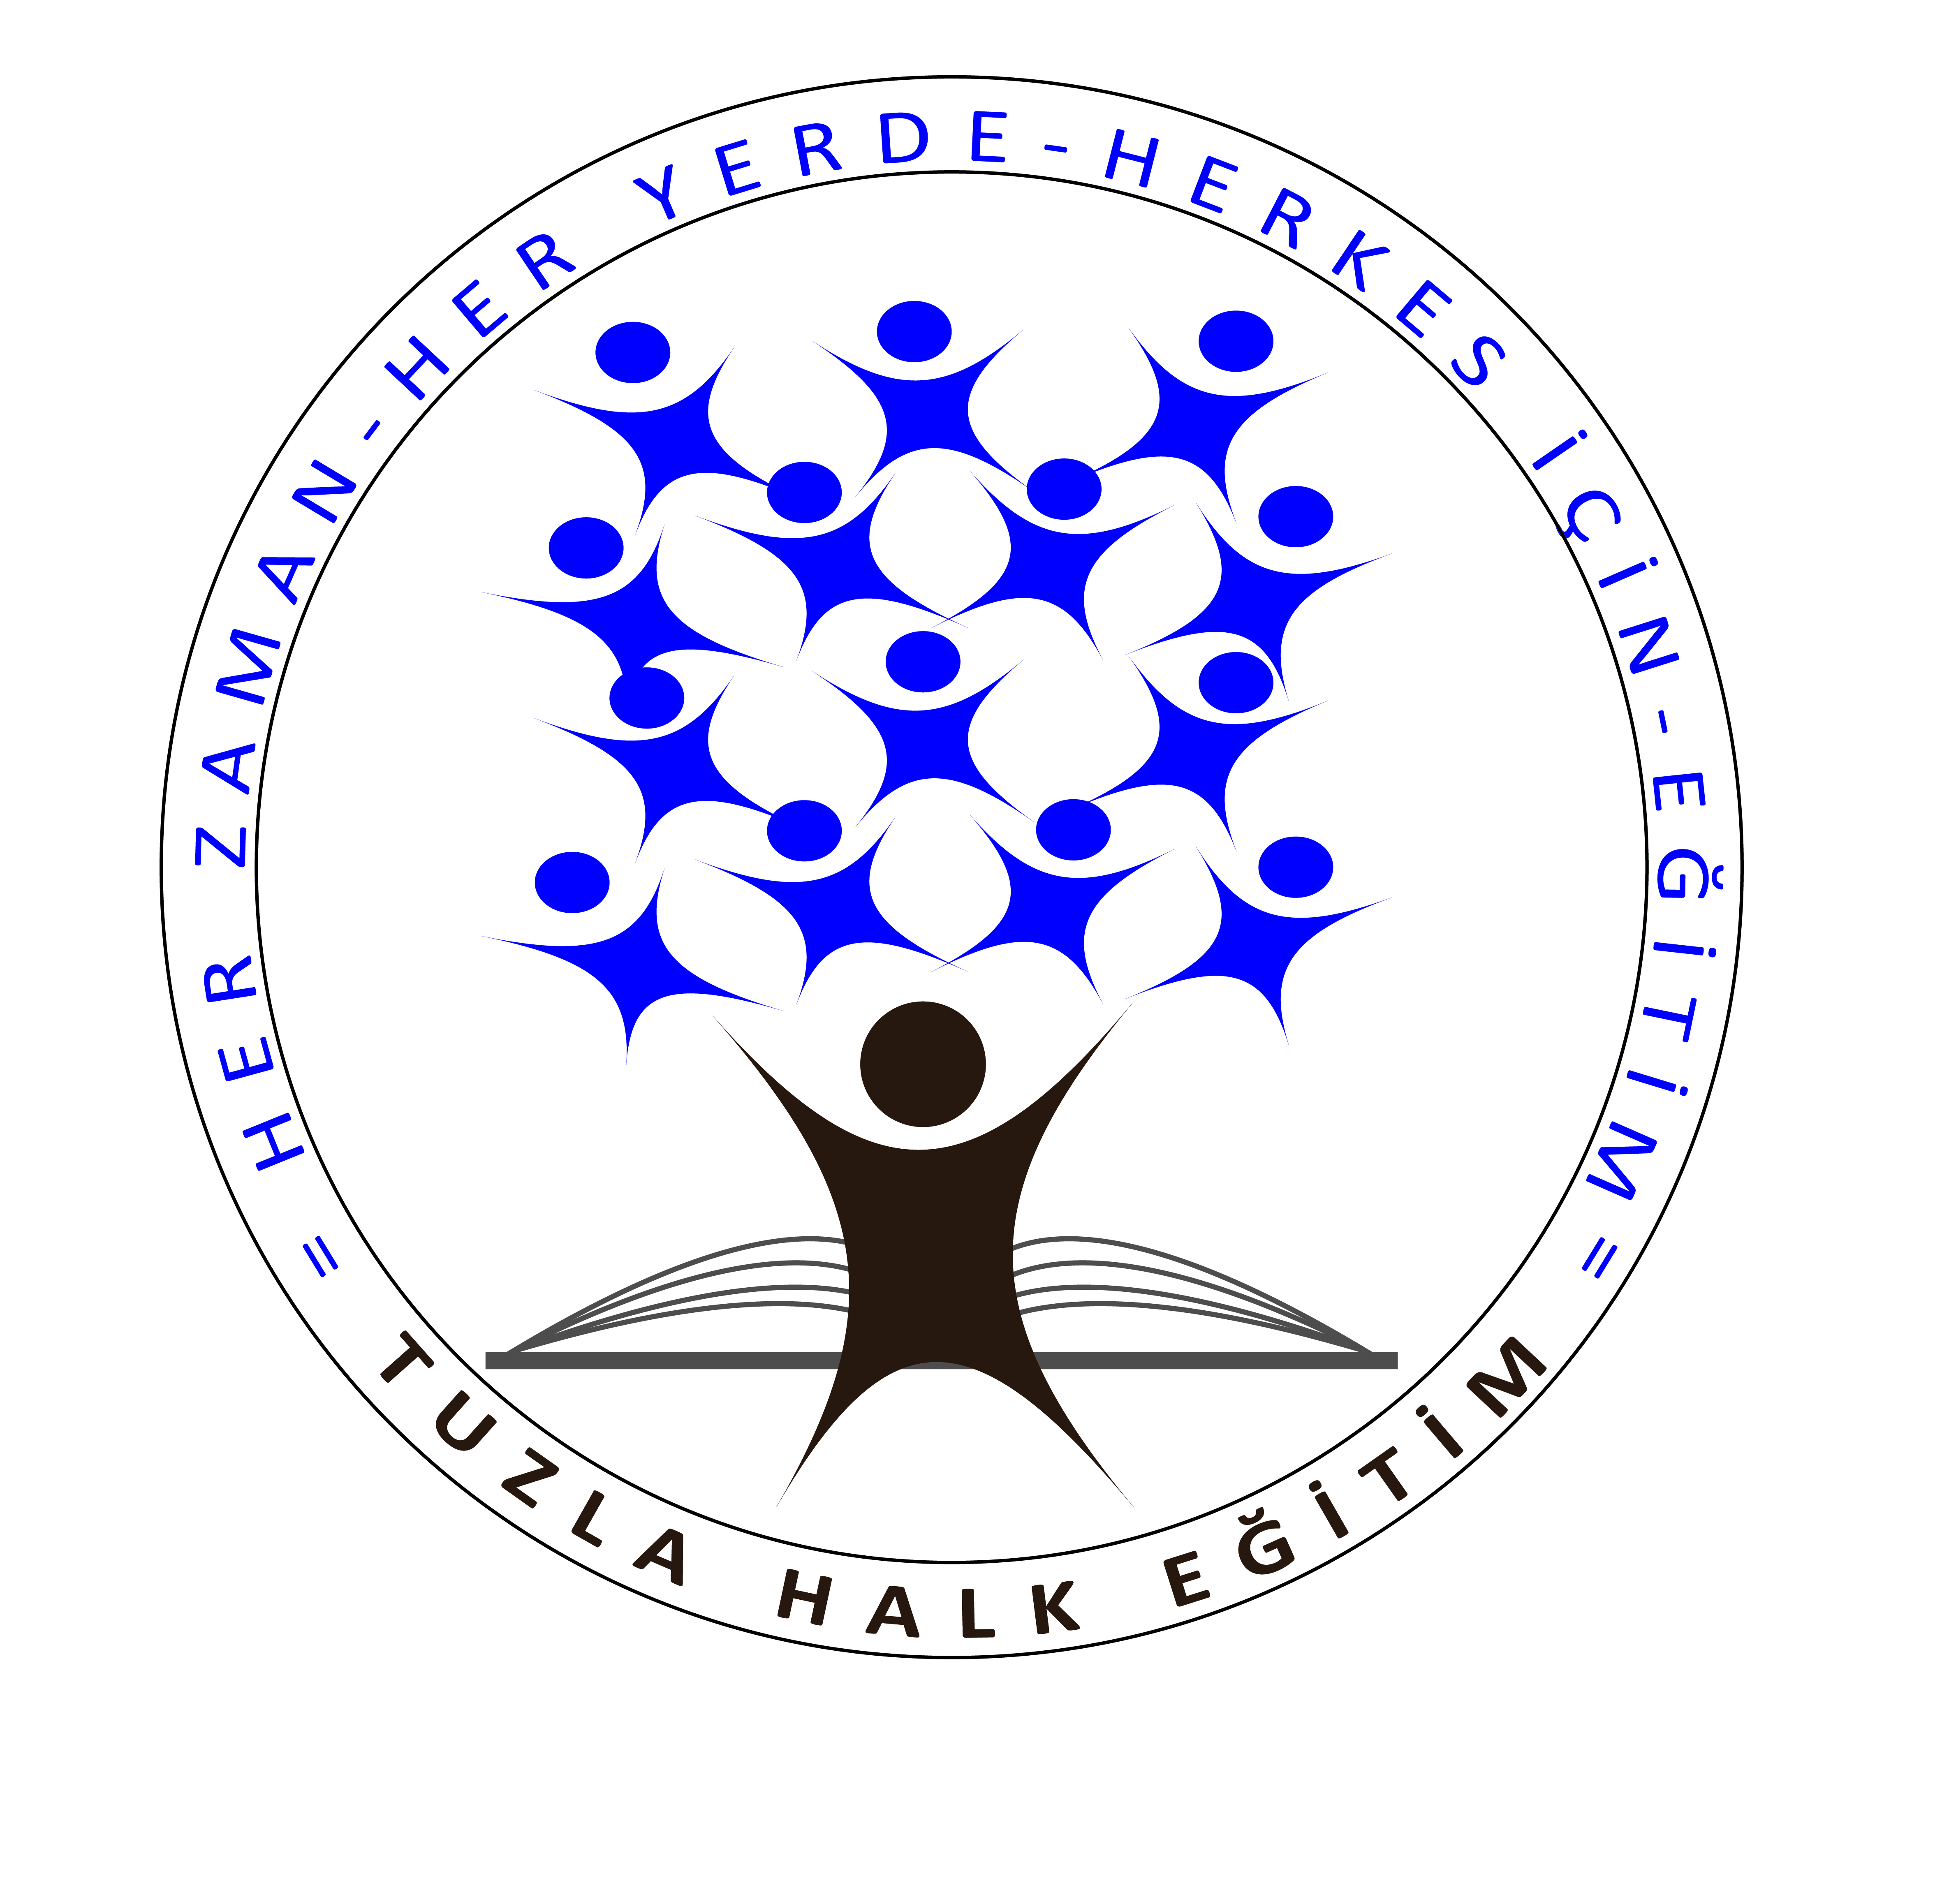 = HER ZAMAN-HER YERDE-HERKES İÇİN-EĞİTİM=
TUZLA HALK EĞİTİM